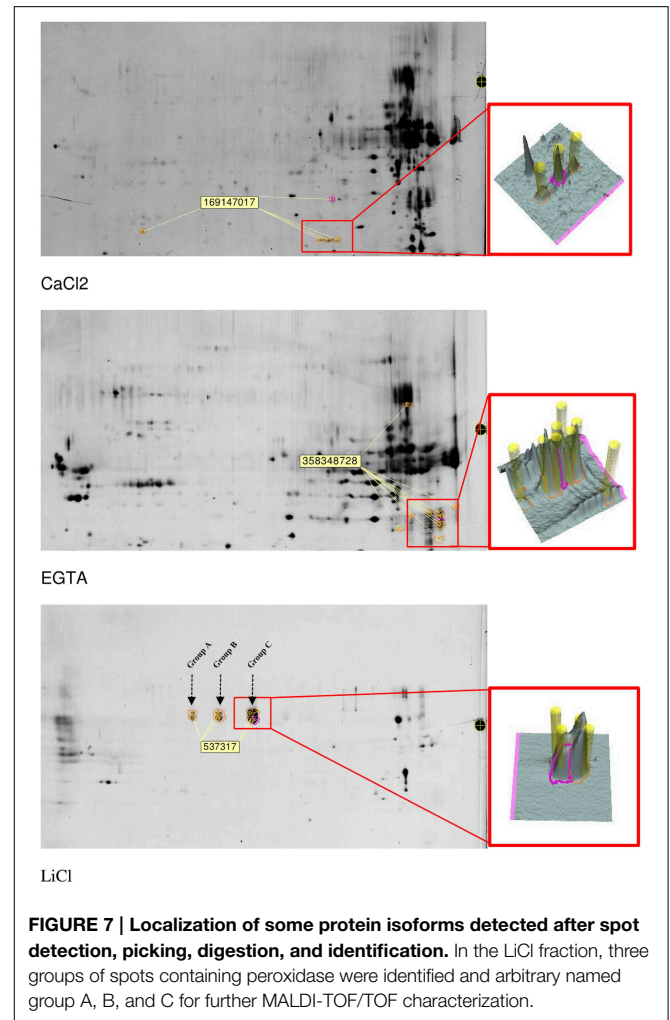 169147017
CaCl2
358348728
EGTA
Group A
Group B
Group C
537317
LiCl
FIGURE 7 | Localization of some protein isoforms detected after spot
detection, picking, digestion, and identification. In the LiCl fraction, three
groups of spots containing peroxidase were identified and arbitrary named
group A, B, and C for further MALDI-TOF/TOF characterization.